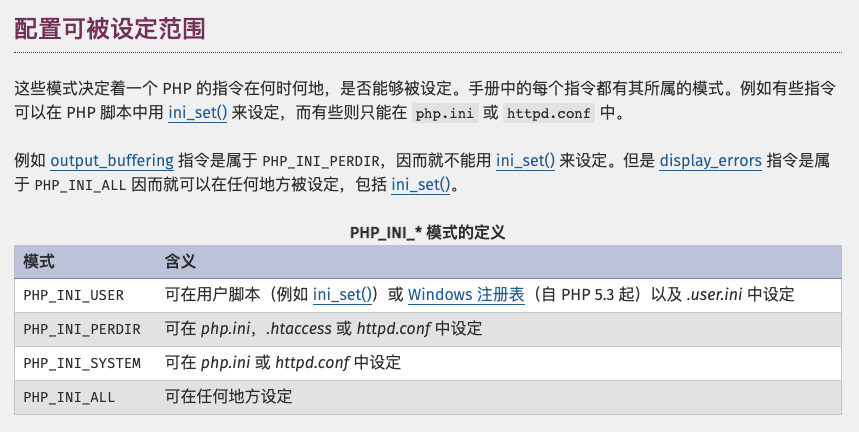 配置可被设定范围
这些模式决定着一个 PHP 的指令在何时何地，是否能够被设定。手册中的每个指令都有其所属的模式。例如有些指令
可以在 PHP 脚本中用 ini_set() 来设定，而有些则只能在 php.ini 或 httpd.conf 中。
例如 output_buffering 指令是属于 PHP_INI_PERDIR，因而就不能用 ini_set() 来设定。但是 display_errors 指令是属
于 PHP_INI_ALL 因而就可以在任何地方被设定，包括 ini_set()。
PHP_INI_* 模式的定义
模式 含义
PHP_INI_USER 可在用户脚本（例如 ini_set()）或 Windows 注册表（自 PHP 5.3 起）以及 .user.ini 中设定
PHP_INI_PERDIR 可在 php.ini，.htaccess 或 httpd.conf 中设定
PHP_INI_SYSTEM 可在 php.ini 或 httpd.conf 中设定
PHP_INI_ALL 可在任何地方设定